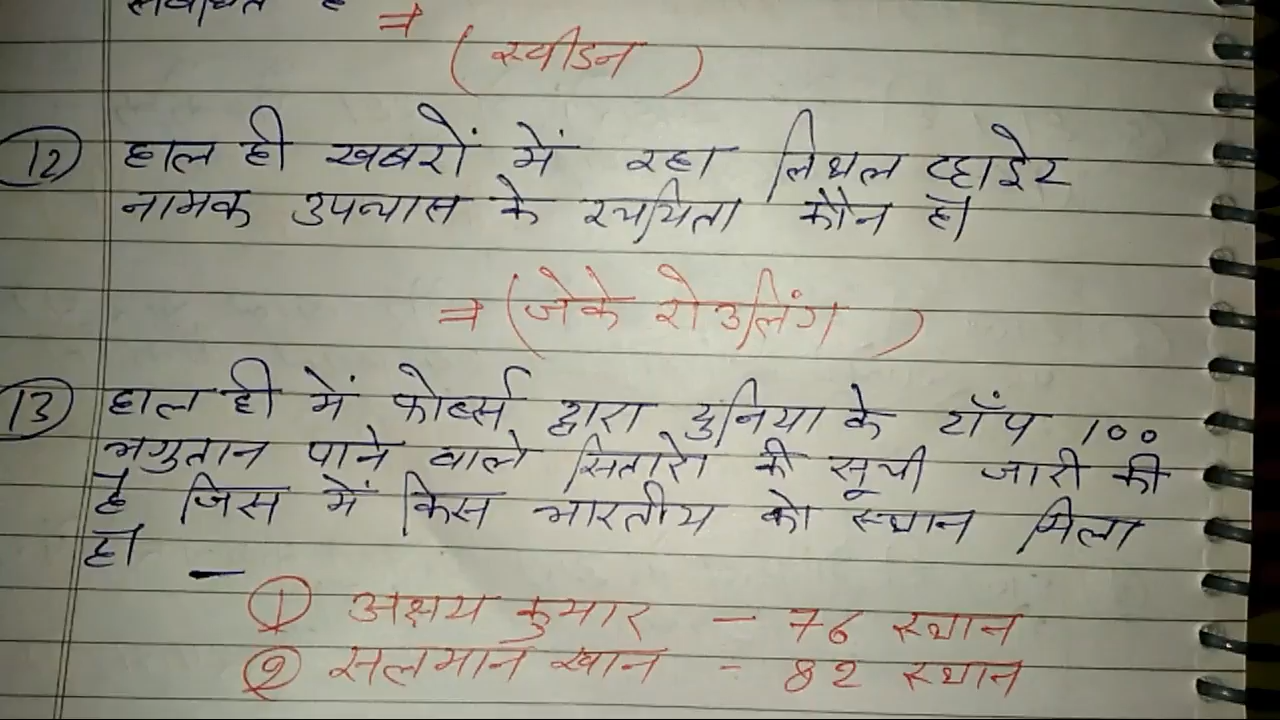 संबंधित है
⇒
( स्वीडन )
12 हाल ही खबरों में रहा लिथल व्हाईट
नामक उपन्यास के रचयिता कौन है।
⇒ (जेके रोउलिंग )
13 हाल ही में फोर्ब्स द्वारा दुनिया के टॉप 100
भगुतान पाने वाले सितारो की सूची जारी की
है जिस में किस भारतीय को स्थान मिला
है। —
1 अक्षय कुमार – 76 स्थान
2 सलमान खान - 82 स्थान